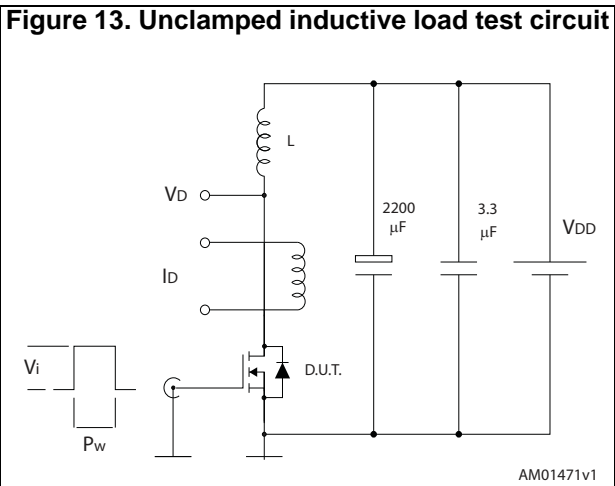 Figure 13. Unclamped inductive load test circuit
L
VD
2200
µF
3.3
µF
VDD
ID
Vi
D.U.T.
Pw
AM01471v1